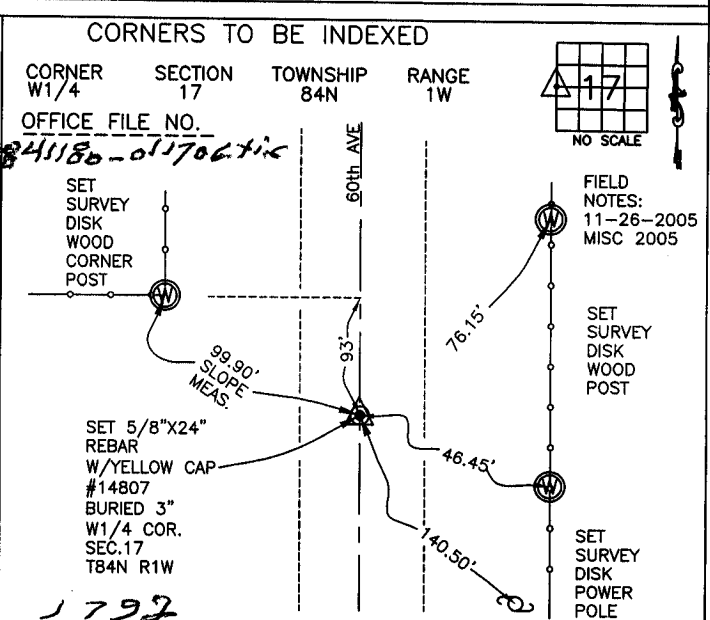 CORNERS TO BE INDEXED
CORNER SECTION TOWNSHIP RANGE
W1/4 17 84N 1W
OFFICE FILE NO.
17
NO SCALE
60th AVE
SET
SURVEY
DISK
WOOD
CORNER
POST
W
W
FIELD
NOTES:
11-26-2005
MISC 2005
76.15'
SET
SURVEY
DISK
WOOD
POST
99.90'
SLOPE
MEAS.
93'
SET 5/8"X24"
REBAR
W/YELLOW CAP
#14807
BURIED 3"
W1/4 COR.
SEC.17
T84N R1W
46.45'
W
140.50'
SET
SURVEY
DISK
POWER
POLE